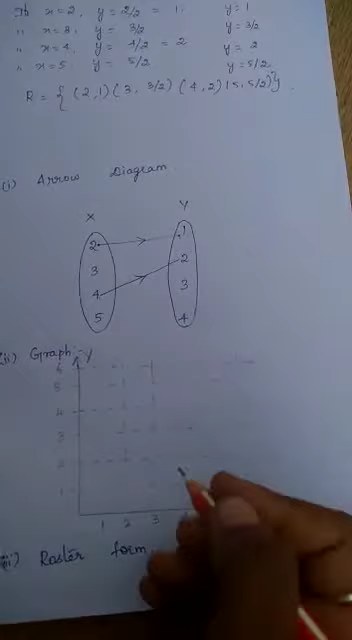 If x=2, y = 2/2 = 1. y = 1
" x=3, y = 3/2 y = 3/2
" x=4, y = 4/2 = 2 y = 2
" x=5, y = 5/2 y = 5/2
R = { (2,1) (3, 3/2) (4,2) (5, 5/2) }.
(i) Arrow Diagram
X Y
2 1
3 2
4 3
5 4
(ii) Graph:- y
6
5
4
3
2
1
1 2 3
(iii) Roster form